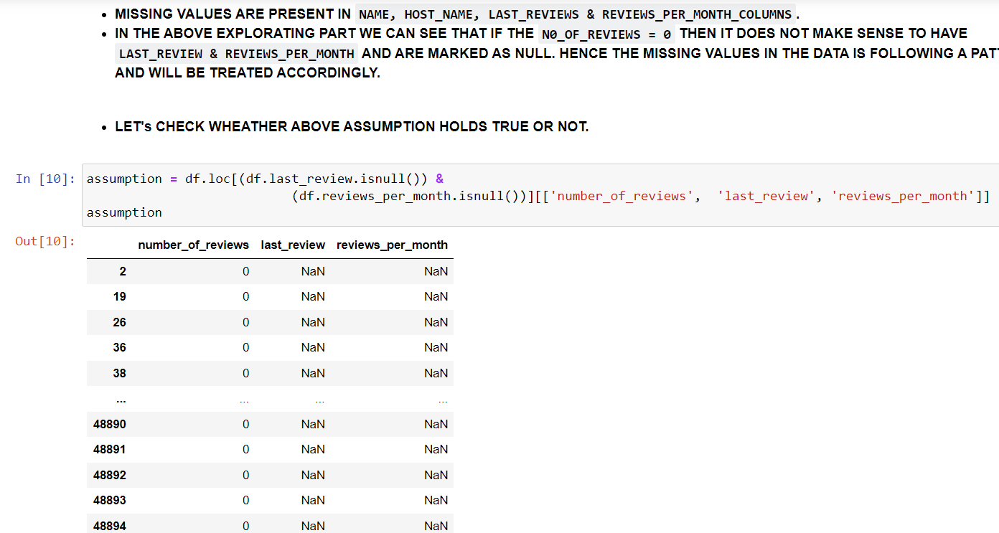 • MISSING VALUES ARE PRESENT IN NAME, HOST_NAME, LAST_REVIEWS & REVIEWS_PER_MONTH_COLUMNS .
• IN THE ABOVE EXPLORATING PART WE CAN SEE THAT IF THE N0_OF_REVIEWS = 0 THEN IT DOES NOT MAKE SENSE TO HAVE
LAST_REVIEW & REVIEWS_PER_MONTH AND ARE MARKED AS NULL. HENCE THE MISSING VALUES IN THE DATA IS FOLLOWING A
AND WILL BE TREATED ACCORDINGLY.
• LET's CHECK WHEATHER ABOVE ASSUMPTION HOLDS TRUE OR NOT.
In [10]: assumption = df.loc[(df.last_review.isnull()) &
(df.reviews_per_month.isnull())][['number_of_reviews', 'last_review', 'reviews_per_month']]
assumption
Out[10]:
number_of_reviews last_review reviews_per_month
2 0 NaN NaN
19 0 NaN NaN
26 0 NaN NaN
36 0 NaN NaN
38 0 NaN NaN
... ... ... ...
48890 0 NaN NaN
48891 0 NaN NaN
48892 0 NaN NaN
48893 0 NaN NaN
48894 0 NaN NaN